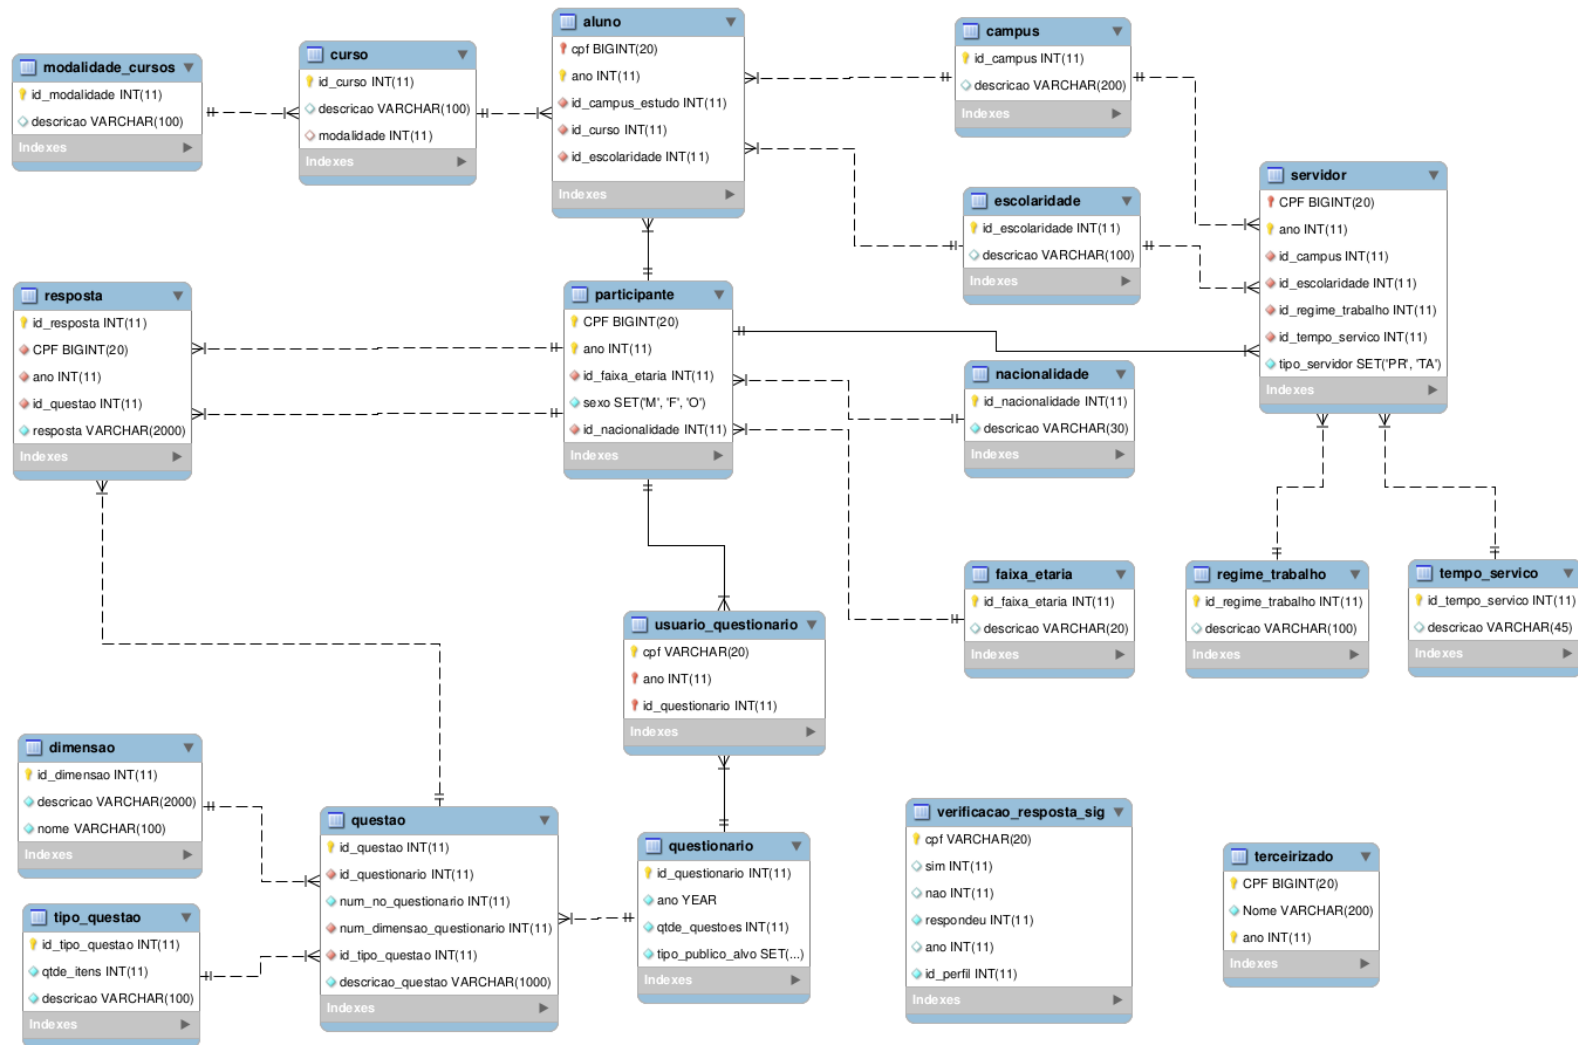 modalidade_cursos
id_modalidade INT(11)
descricao VARCHAR(100)
Indexes
curso
id_curso INT(11)
descricao VARCHAR(100)
modalidade INT(11)
Indexes
aluno
cpf BIGINT(20)
ano INT(11)
id_campus_estudo INT(11)
id_curso INT(11)
id_escolaridade INT(11)
Indexes
campus
id_campus INT(11)
descricao VARCHAR(200)
Indexes
escolaridade
id_escolaridade INT(11)
descricao VARCHAR(100)
Indexes
servidor
CPF BIGINT(20)
ano INT(11)
id_campus INT(11)
id_escolaridade INT(11)
id_regime_trabalho INT(11)
id_tempo_servico INT(11)
tipo_servidor SET('PR', 'TA')
Indexes
resposta
id_resposta INT(11)
CPF BIGINT(20)
ano INT(11)
id_questao INT(11)
resposta VARCHAR(2000)
Indexes
participante
CPF BIGINT(20)
ano INT(11)
id_faixa_etaria INT(11)
sexo SET('M', 'F', 'O')
id_nacionalidade INT(11)
Indexes
nacionalidade
id_nacionalidade INT(11)
descricao VARCHAR(30)
Indexes
faixa_etaria
id_faixa_etaria INT(11)
descricao VARCHAR(20)
Indexes
regime_trabalho
id_regime_trabalho INT(11)
descricao VARCHAR(100)
Indexes
tempo_servico
id_tempo_servico INT(11)
descricao VARCHAR(45)
Indexes
usuario_questionario
cpf VARCHAR(20)
ano INT(11)
id_questionario INT(11)
Indexes
dimensao
id_dimensao INT(11)
descricao VARCHAR(2000)
nome VARCHAR(100)
Indexes
tipo_questao
id_tipo_questao INT(11)
qtde_itens INT(11)
descricao VARCHAR(100)
Indexes
questao
id_questao INT(11)
id_questionario INT(11)
num_no_questionario INT(11)
num_dimensao_questionario INT(11)
id_tipo_questao INT(11)
descricao_questao VARCHAR(1000)
Indexes
questionario
id_questionario INT(11)
ano YEAR
qtde_questoes INT(11)
tipo_publico_alvo SET(...)
Indexes
verificacao_resposta_sig
cpf VARCHAR(20)
sim INT(11)
nao INT(11)
respondeu INT(11)
ano INT(11)
id_perfil INT(11)
Indexes
terceirizado
CPF BIGINT(20)
Nome VARCHAR(200)
ano INT(11)
Indexes